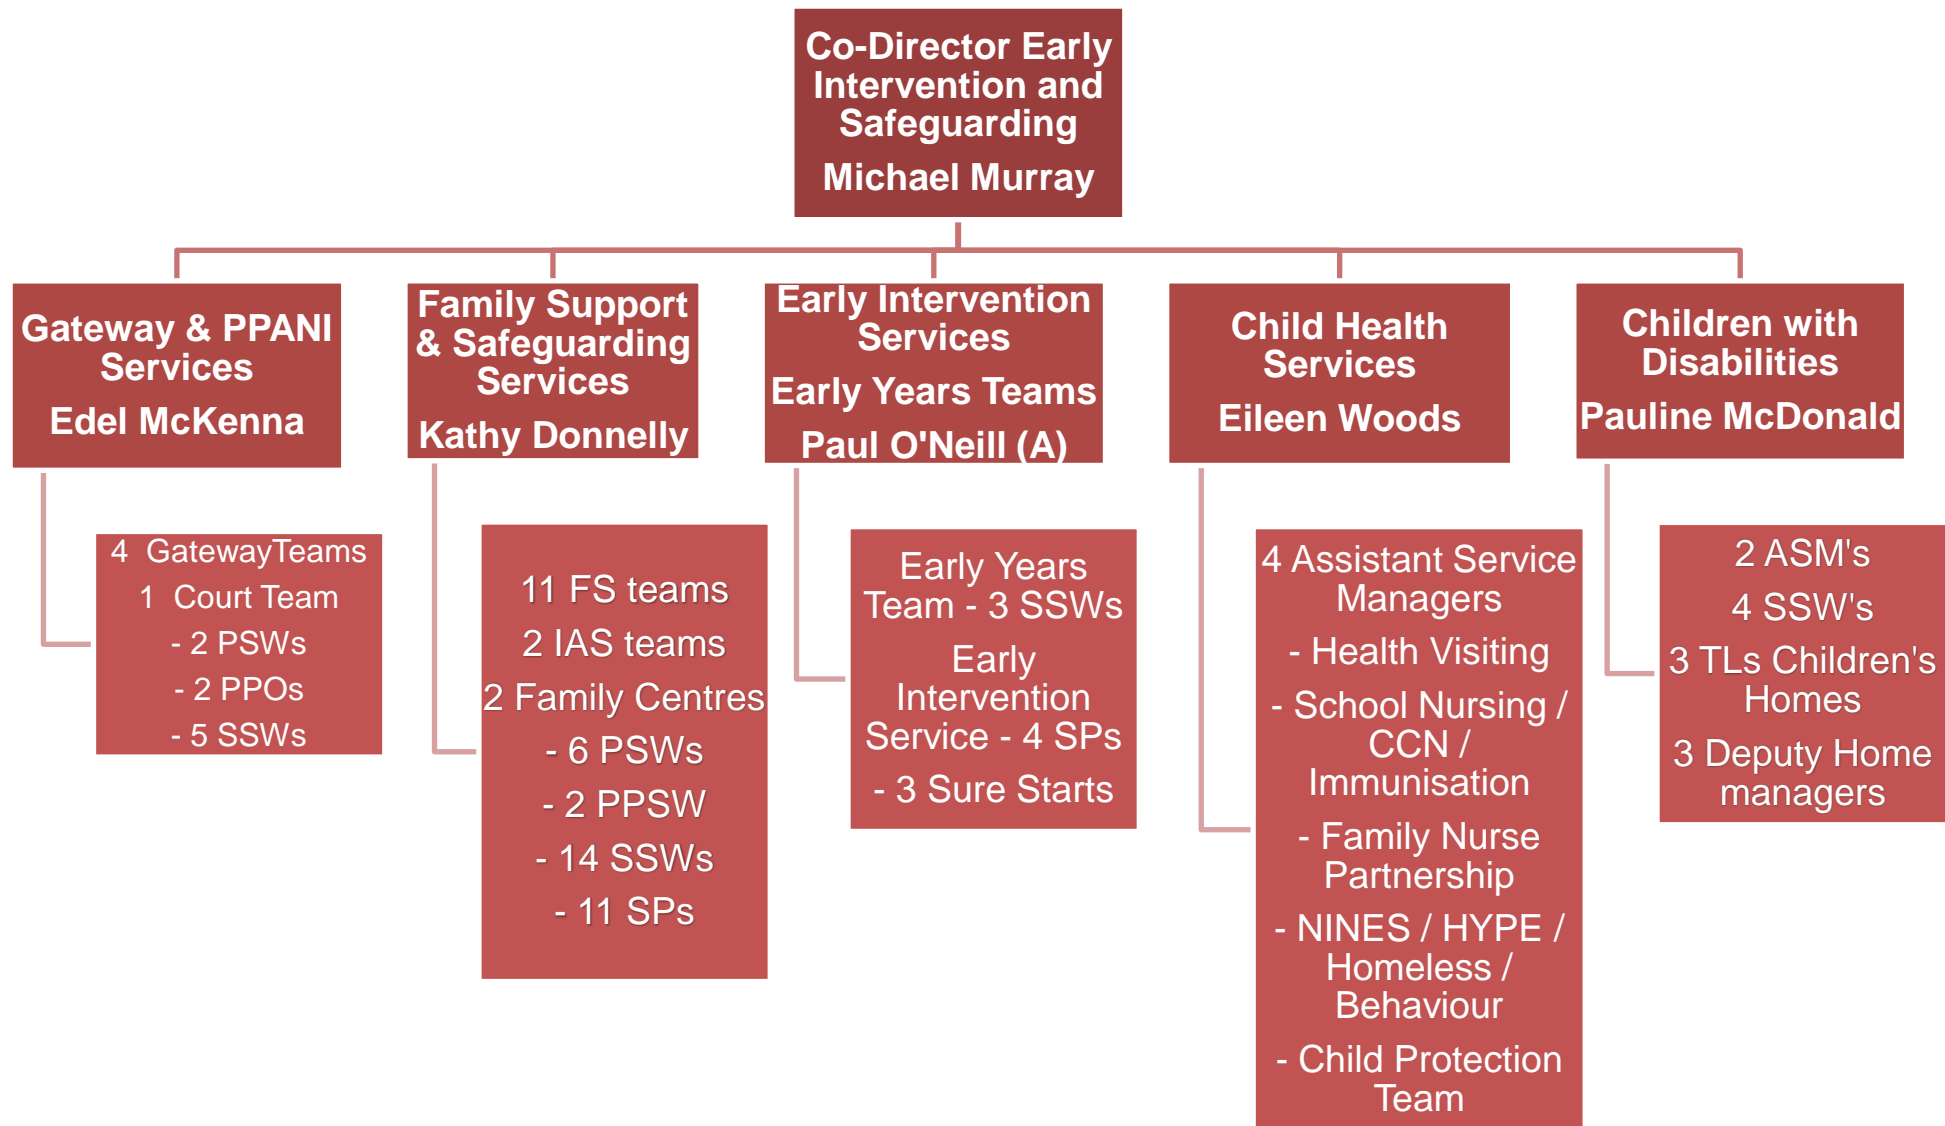 Co-Director Early
Intervention and
Safeguarding
Michael Murray
Gateway & PPANI
Services
Edel McKenna
Family Support
& Safeguarding
Services
Kathy Donnelly
Early Intervention
Services
Early Years Teams
Paul O'Neill (A)
Child Health
Services
Eileen Woods
Children with
Disabilities
Pauline McDonald
4 GatewayTeams
1 Court Team
- 2 PSWs
- 2 PPOs
- 5 SSWs
11 FS teams
2 IAS teams
2 Family Centres
- 6 PSWs
- 2 PPSW
- 14 SSWs
- 11 SPs
Early Years
Team - 3 SSWs
Early
Intervention
Service - 4 SPs
- 3 Sure Starts
4 Assistant Service
Managers
- Health Visiting
- School Nursing /
CCN /
Immunisation
- Family Nurse
Partnership
- NINES / HYPE /
Homeless /
Behaviour
- Child Protection
Team
2 ASM's
4 SSW's
3 TLs Children's
Homes
3 Deputy Home
managers